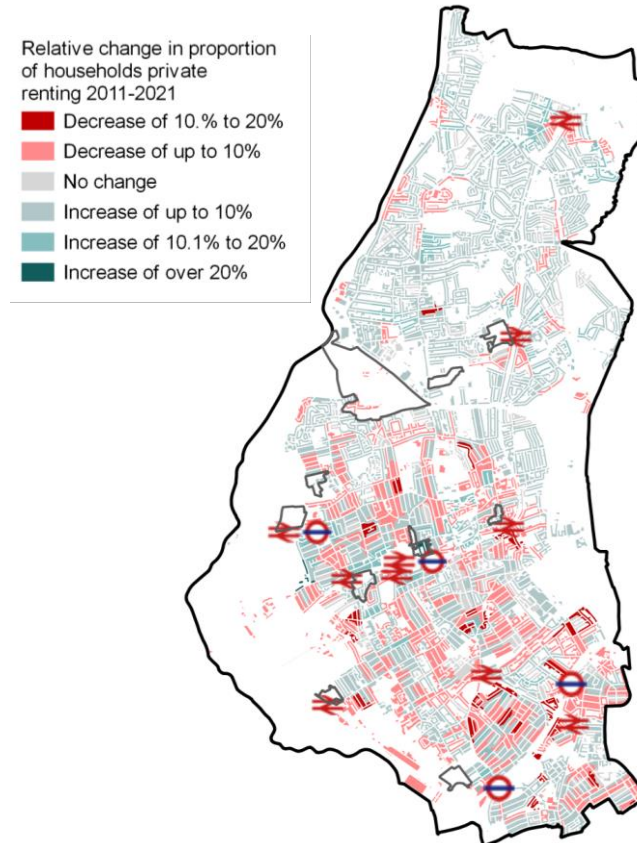 Relative change in proportion
of households private
renting 2011-2021
Decrease of 10.% to 20%
Decrease of up to 10%
No change
Increase of up to 10%
Increase of 10.1% to 20%
Increase of over 20%